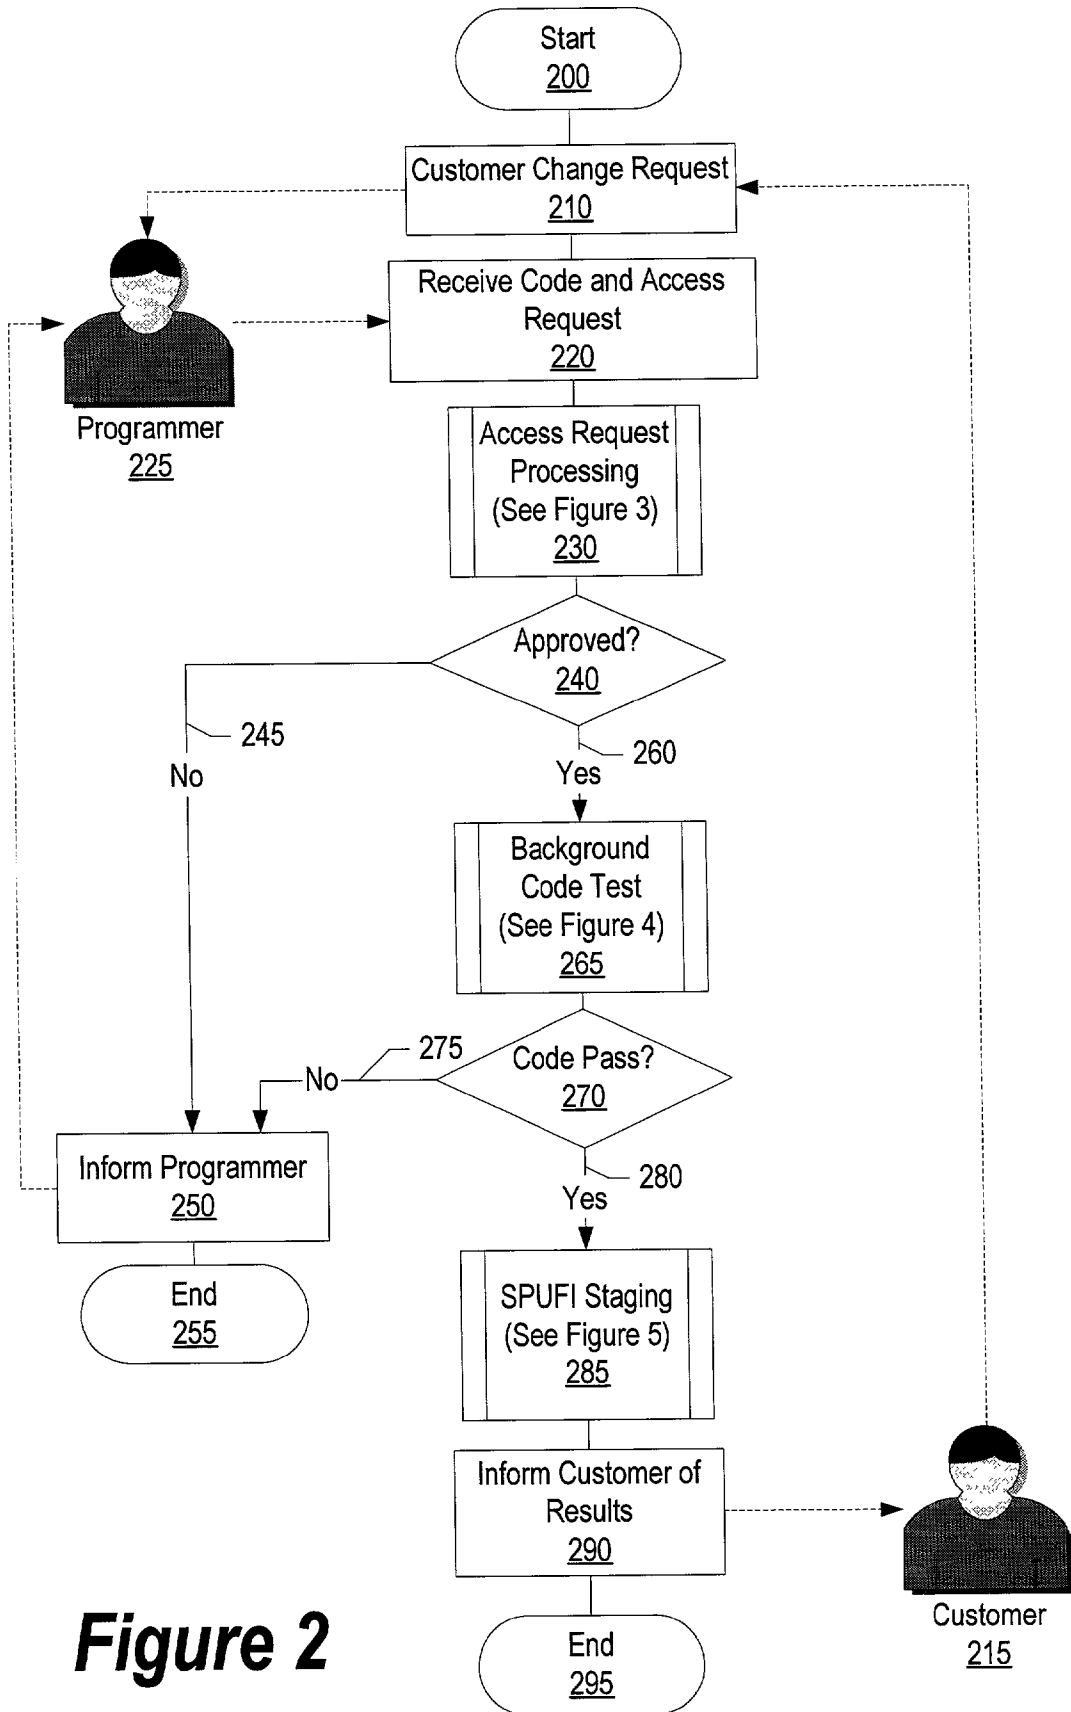 Start
200
Customer Change Request
210
Receive Code and Access
Request
220
Programmer
225
Access Request
Processing
(See Figure 3)
230
Approved?
240
245
No
260
Yes
Background
Code Test
(See Figure 4)
265
Code Pass?
270
275
No
Inform Programmer
250
End
255
280
Yes
SPUFI Staging
(See Figure 5)
285
Inform Customer of
Results
290
Customer
215
End
295
Figure 2